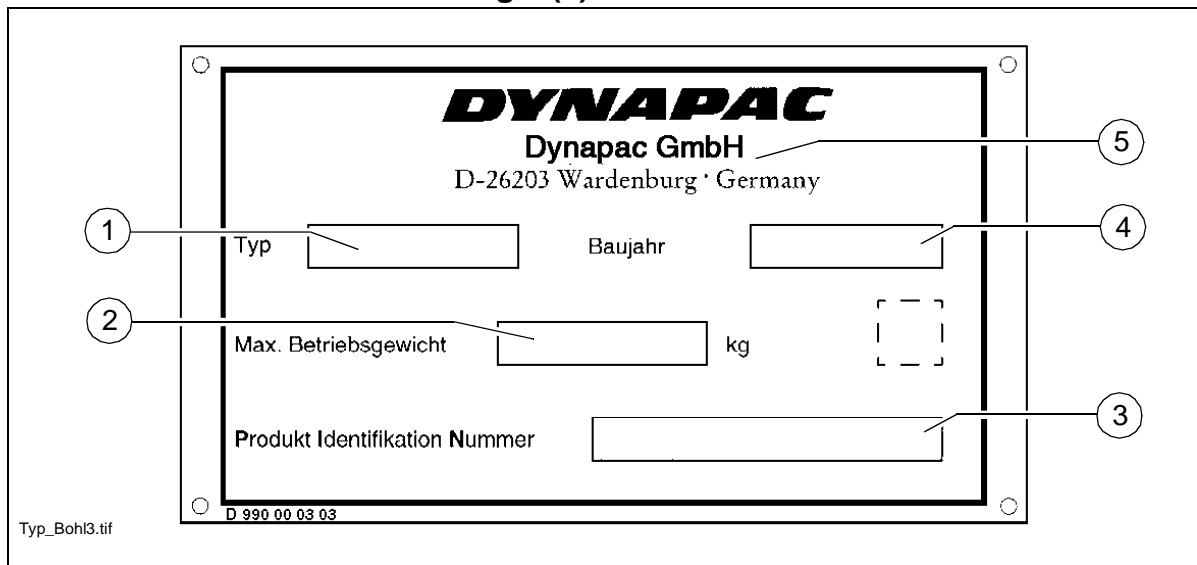 DYNAPAC
Dynapac GmbH
5
D-26203 Wardenburg · Germany
1
Typ
Baujahr
4
2
Max. Betriebsgewicht
kg
Produkt Identifikation Nummer
3
D 990 00 03 03
Typ_Bohl3.tif